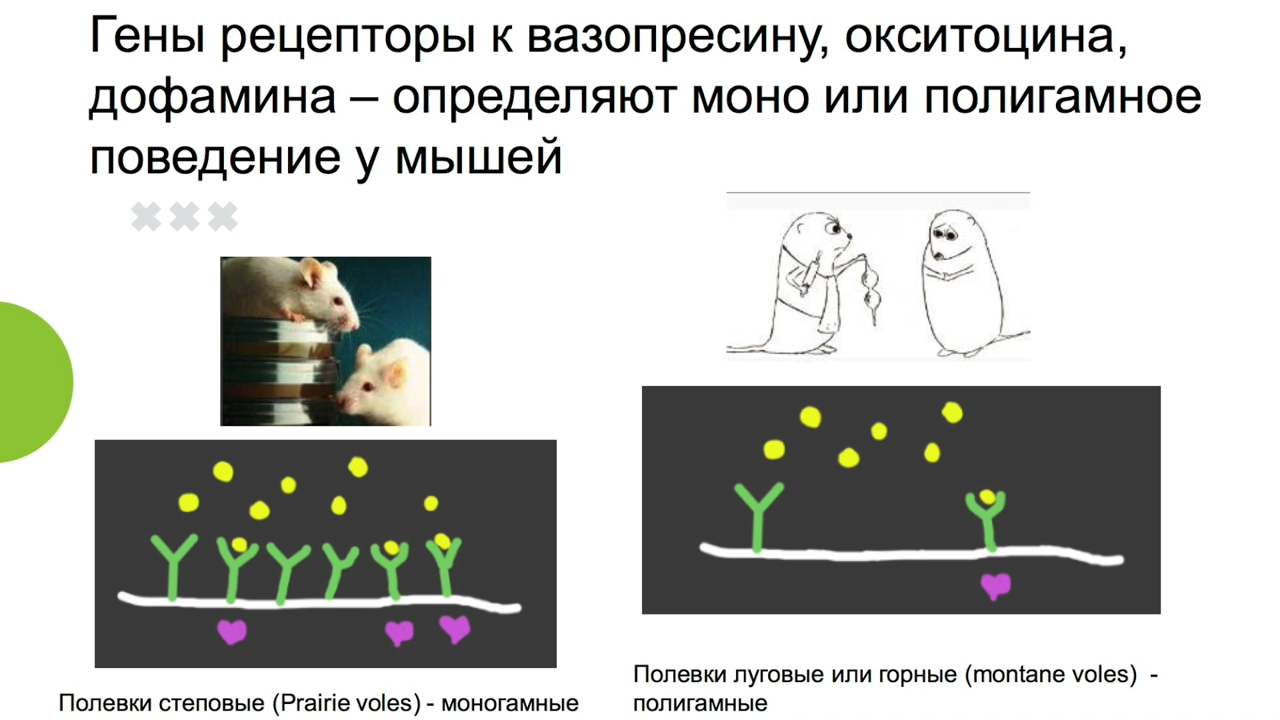 Гены рецепторы к вазопресину, окситоцина,
дофамина – определяют моно или полигамное
поведение у мышей
Полевки степовые (Prairie voles) - моногамные
Полевки луговые или горные (montane voles)  -
полигамные